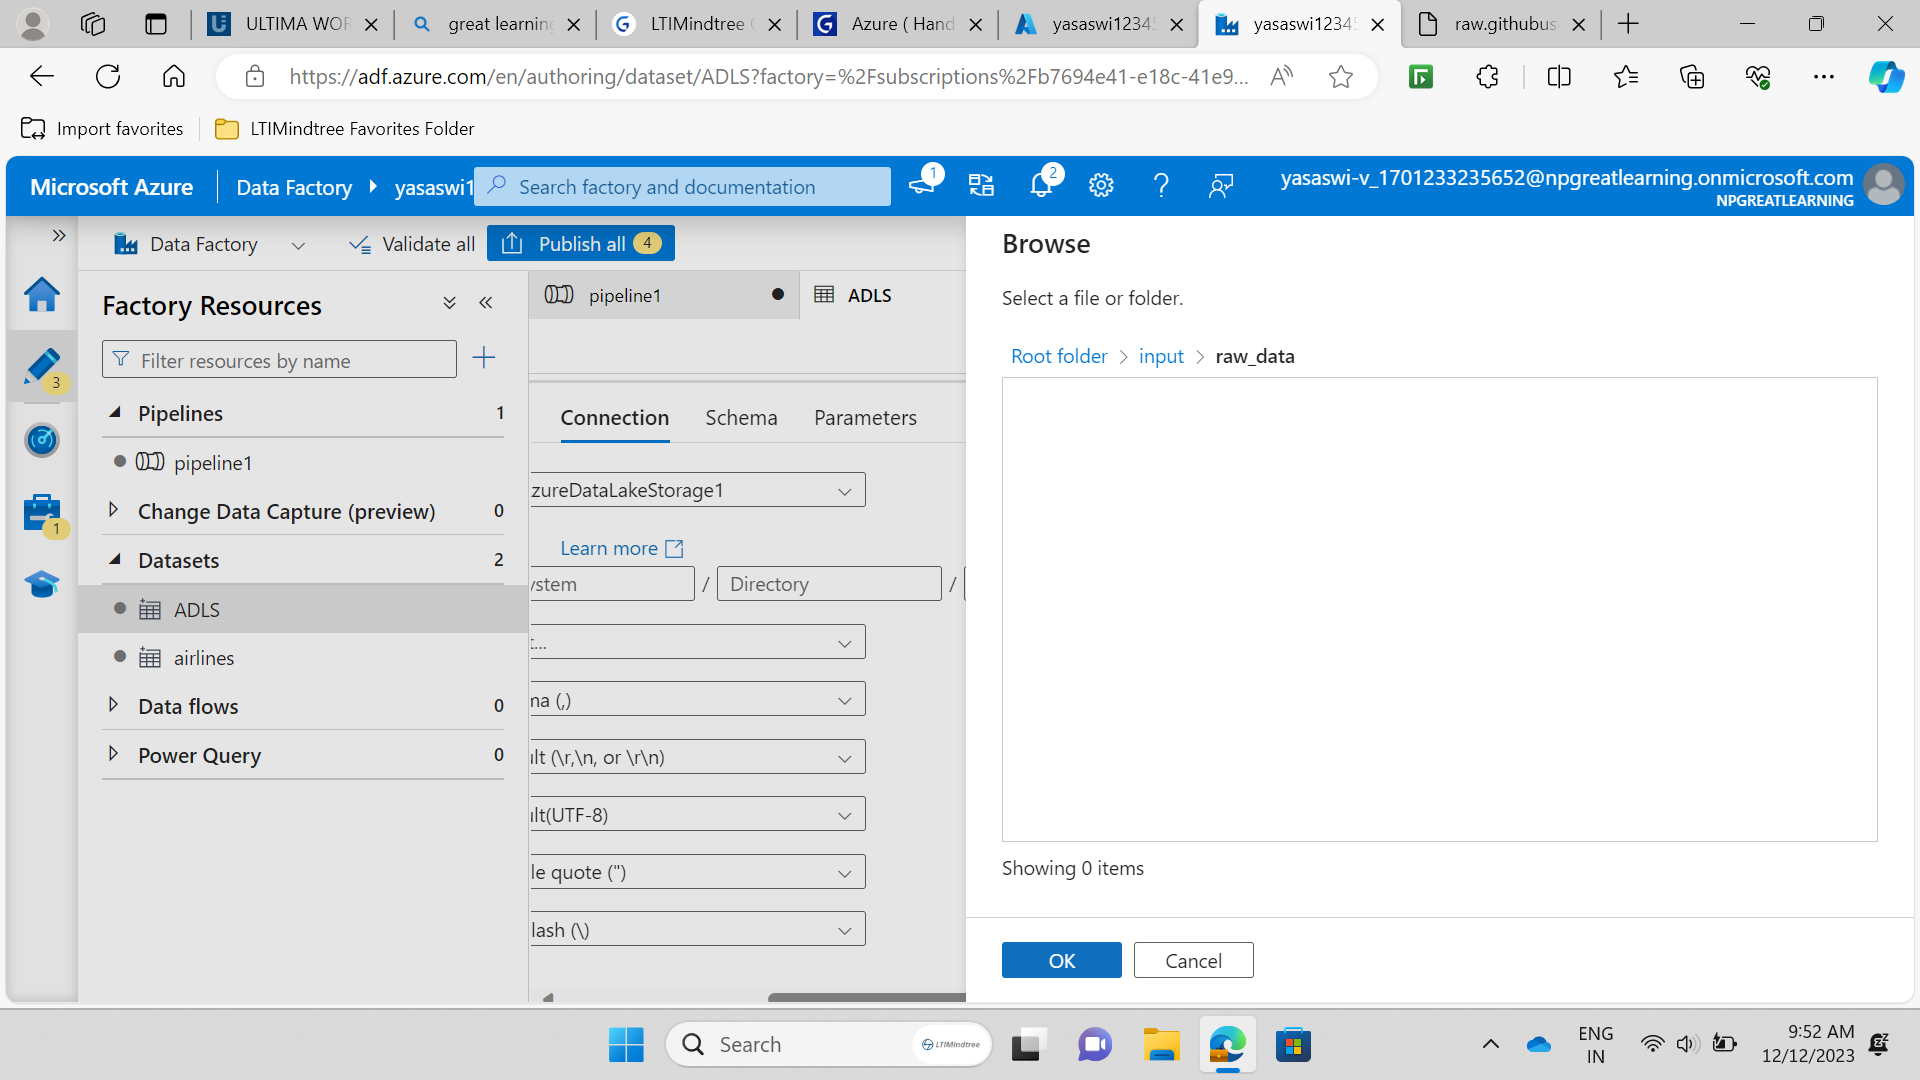 ULTIMA WOR
great learning
LTIMindtree
Azure ( Hand
yasaswi1234
yasaswi1234
raw.githubus
https://adf.azure.com/en/authoring/dataset/ADLS?factory=%2Fsubscriptions%2Fb7694e41-e18c-41e9...
Import favorites
LTIMindtree Favorites Folder
Microsoft Azure
Data Factory
yasaswi1
Search factory and documentation
1
2
yasaswi-v_1701233235652@npgreatlearning.onmicrosoft.com
NPGREATLEARNING
Data Factory
Validate all
Publish all 4
Factory Resources
Filter resources by name
3
1
Pipelines 1
pipeline1
Change Data Capture (preview) 0
Datasets 2
ADLS
airlines
Data flows 0
Power Query 0
pipeline1
ADLS
Connection Schema Parameters
zureDataLakeStorage1
Learn more
ystem / Directory /
t...
na (,)
ult (\r,\n, or \r\n)
ult(UTF-8)
le quote (")
lash (\)
Browse
Select a file or folder.
Root folder > input > raw_data
Showing 0 items
OK Cancel
Search
LTIMindtree
ENG
IN
9:52 AM
12/12/2023